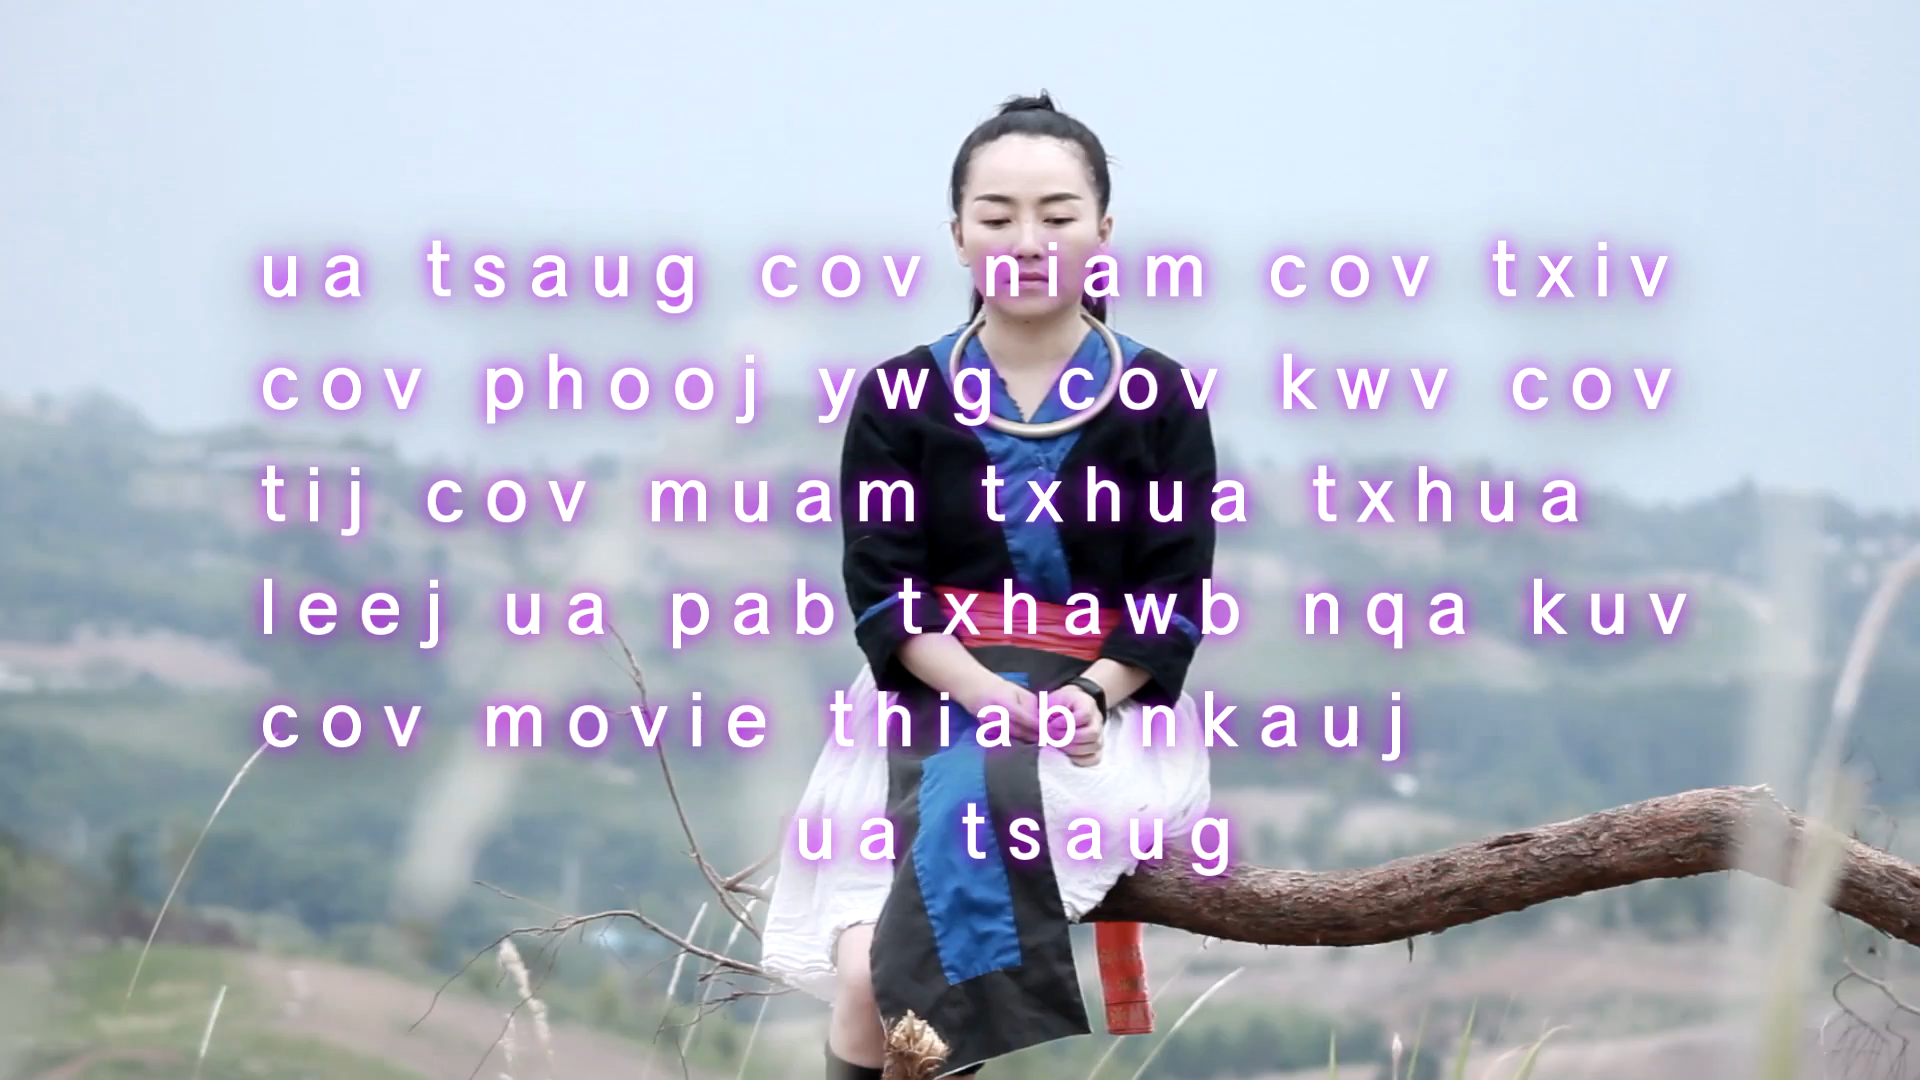 ua tsaug cov niam cov txiv
cov phooj ywg cov kwv cov
tij cov muam txhua txhua
leej ua pab txhawb nqa kuv
cov movie thiab nkauj
ua tsaug